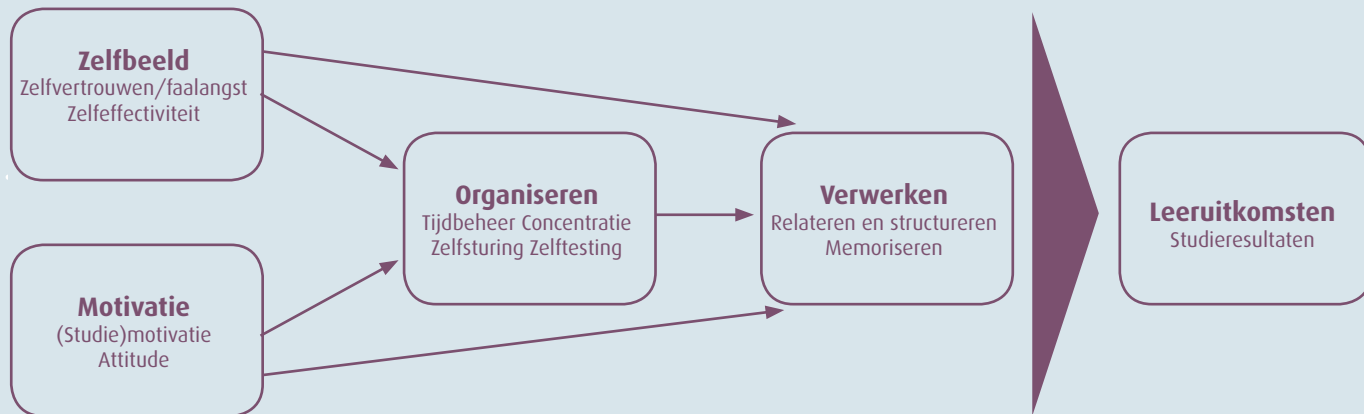 Zelfbeeld
Zelfvertrouwen/faalangst
Zelfeffectiviteit
Motivatie
(Studie)motivatie
Attitude
Organiseren
Tijdbeheer Concentratie
Zelfsturing Zelftesting
Verwerken
Relateren en structureren
Memoriseren
Leeruitkomsten
Studieresultaten